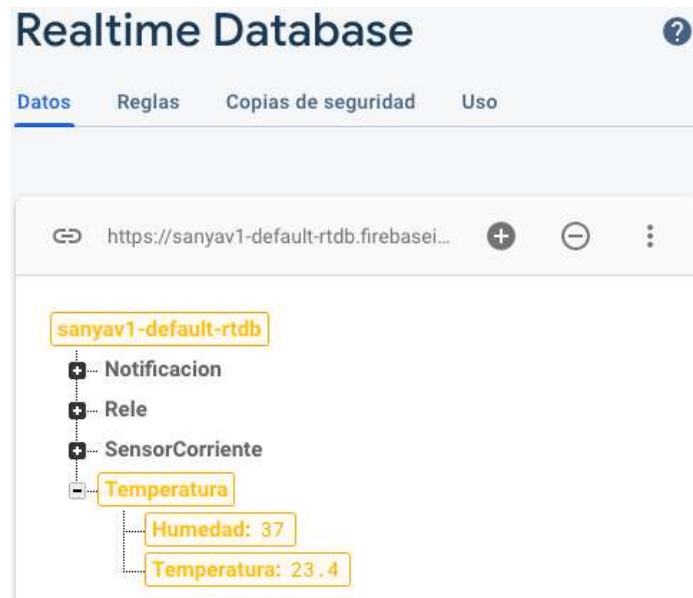 Realtime Database
Datos Reglas Copias de seguridad Uso
https://sanyav1-default-rtdb.firebasei...
sanyav1-default-rtdb
Notificacion
Rele
SensorCorriente
Temperatura
Humedad: 37
Temperatura: 23.4